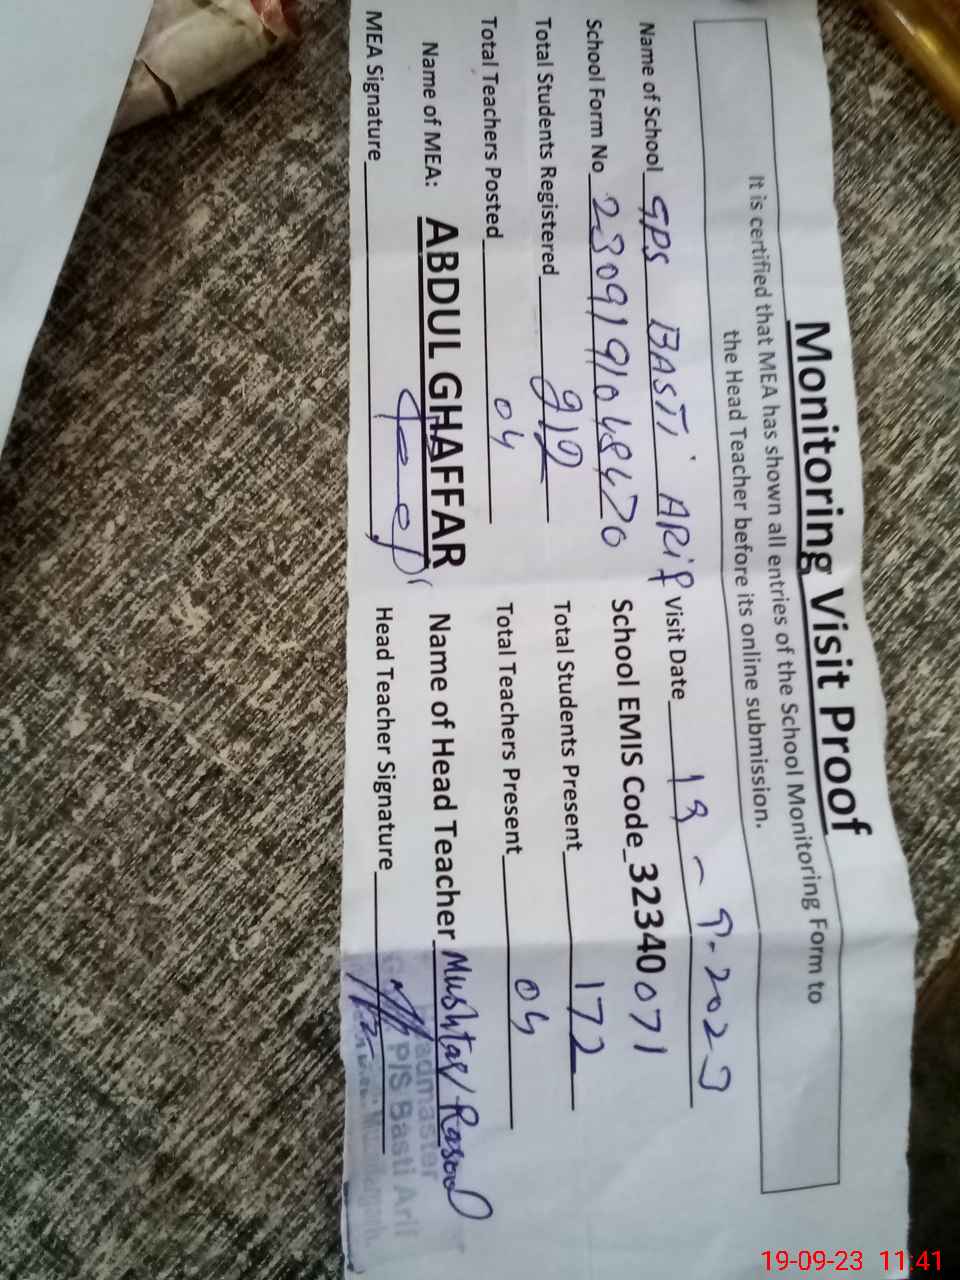 Monitoring Visit Proof
It is certified that MEA has shown all entries of the School Monitoring Form to
the Head Teacher before its online submission.
Name of School GPS BASTI ARIF Visit Date 19-9-2023
School Form No School EMIS Code 32340071
Total Students Registered 212 Total Students Present 172
Total Teachers Posted 04 Total Teachers Present 04
Name of MEA: ABDUL GHAFFAR Name of Head Teacher Mushtaq Rasool
MEA Signature Head Teacher Signature
Headmaster
P/S Basti Arif
19-09-23 11:41